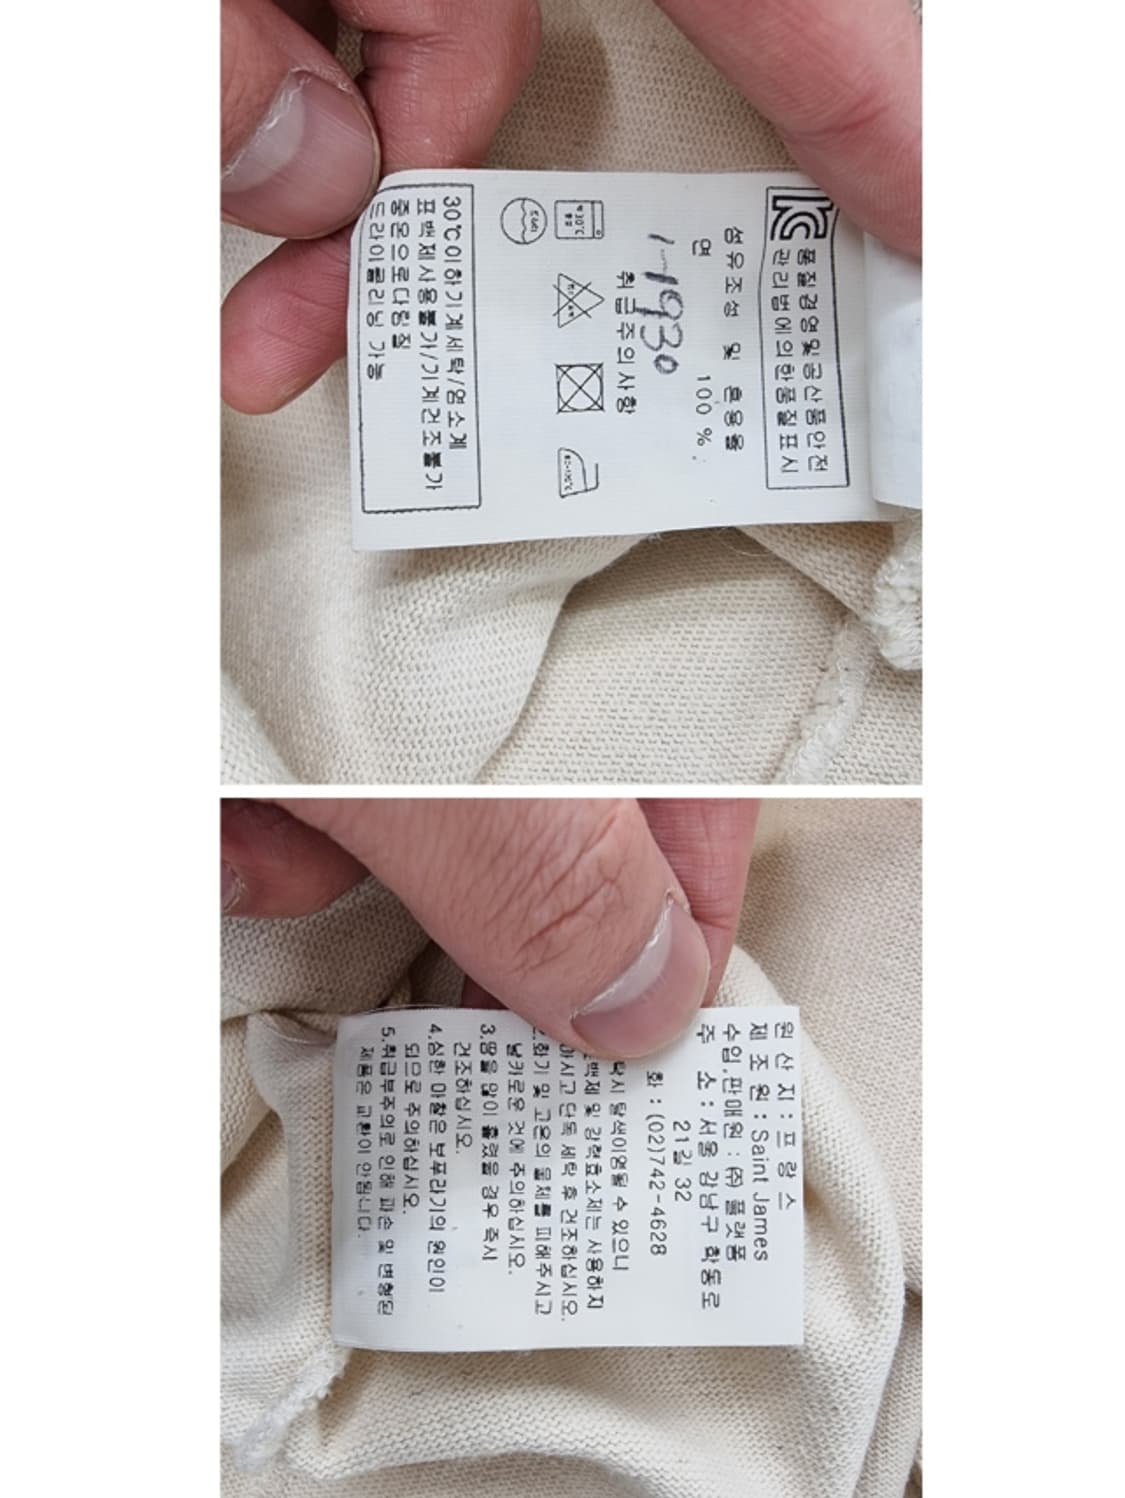 품질경영및공산품안전
관리법에의한품질표시
섬유조성 및 혼용율
면 100 %
1-1930
취급주의사항
30℃이하기계세탁/염소계
표백제사용불가/기계건조불가
중온으로다림질
드라이클리닝 가능
원 산 지 : 프 랑 스
제 조 원 : Saint James
수입,판매원 : ㈜ 플랫폼
주 소 : 서울 강남구 학동로
21길 32
화 : (02)742-4628
탁시 탈색이염될 수 있으니
백제 및 강력효소제는 사용하지
마시고 단독 세탁 후 건조하십시오.
화기 및 고온의 물체를 피해주시고
날카로운 것에 주의하십시오.
3.땀을 많이 흘렸을 경우 즉시
건조하십시오.
4.심한 마찰은 보푸라기의 원인이
되므로 주의하십시오.
5.취급부주의로 인해 파손 및 변형된
제품은 교환이 안됩니다.